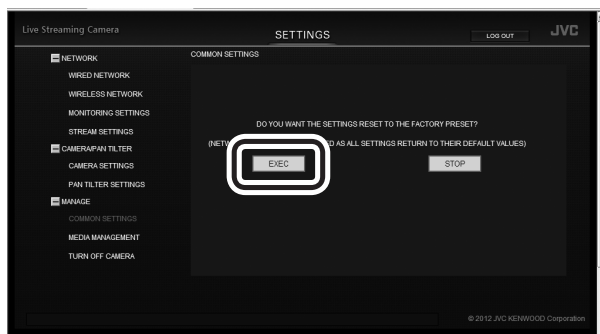 Live Streaming Camera
SETTINGS
LOG OUT
JVC
NETWORK
WIRED NETWORK
WIRELESS NETWORK
MONITORING SETTINGS
STREAM SETTINGS
CAMERA/PAN TILTER
CAMERA SETTINGS
PAN TILTER SETTINGS
MANAGE
COMMON SETTINGS
MEDIA MANAGEMENT
TURN OFF CAMERA
COMMON SETTINGS
DO YOU WANT THE SETTINGS RESET TO THE FACTORY PRESET?
AS ALL SETTINGS RETURN TO THEIR DEFAULT VALUES)
EXEC
STOP
© 2012 JVC KENWOOD Corporation